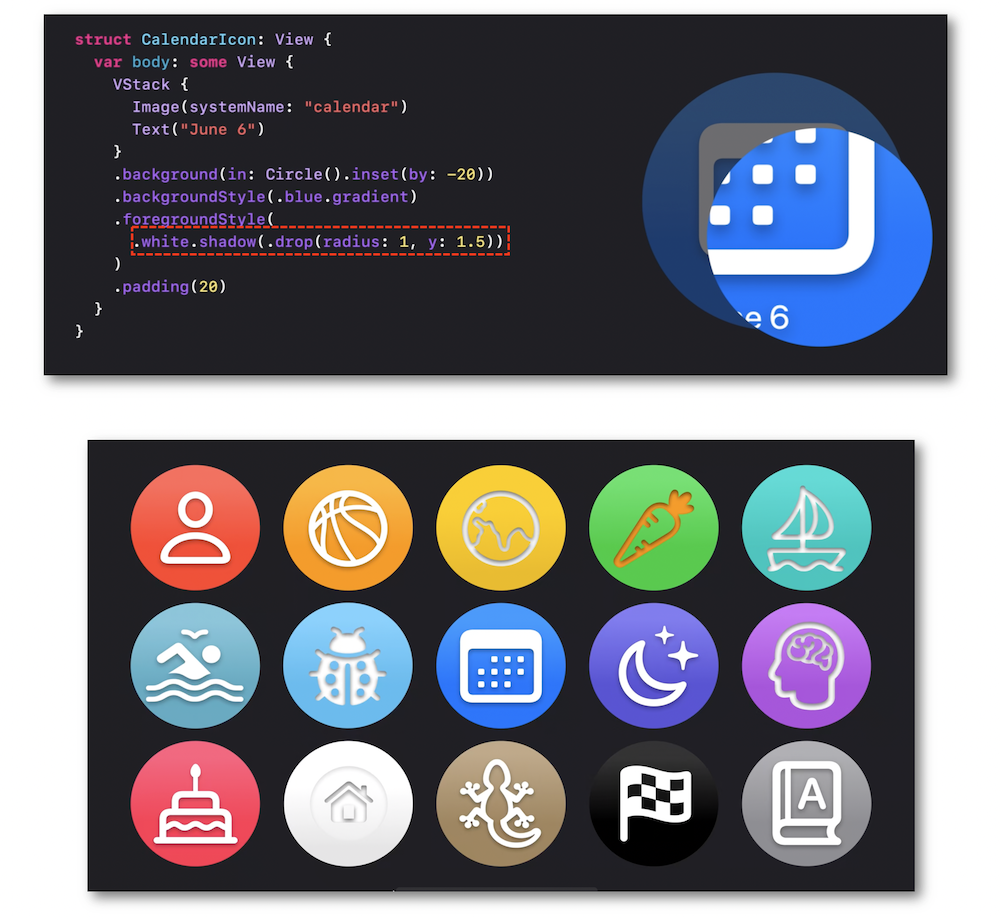 struct CalendarIcon: View {
var body: some View {
VStack {
Image(systemName: "calendar")
Text("June 6")
}
.background(in: Circle().inset(by: -20))
.backgroundStyle(.blue.gradient)
.foregroundStyle(
.white.shadow(.drop(radius: 1, y: 1.5))
)
.padding(20)
}
}
e 6
A